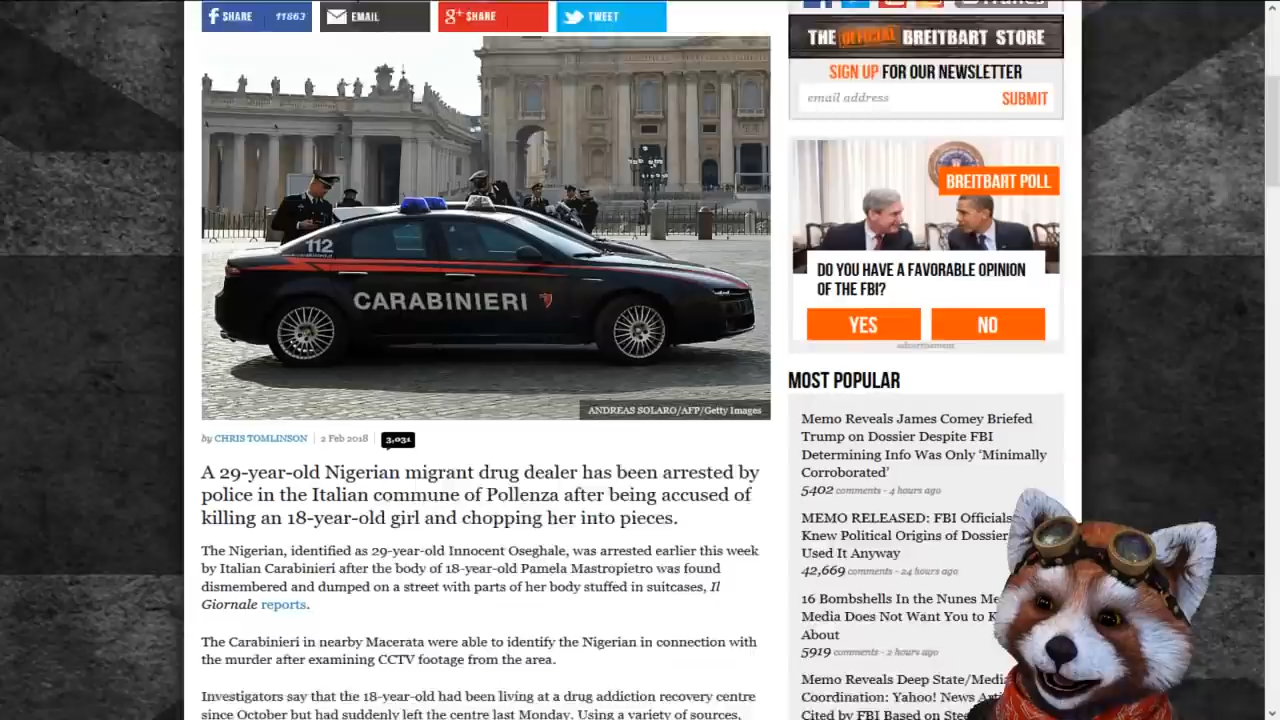 SHARE 11863
EMAIL
g+ SHARE
TWEET
THE OFFICIAL BREITBART STORE
SIGN UP FOR OUR NEWSLETTER
email address SUBMIT
BREITBART POLL
DO YOU HAVE A FAVORABLE OPINION
OF THE FBI?
YES NO
advertisement
112
CARABINIERI
ANDREAS SOLARO/AFP/Getty Images
by CHRIS TOMLINSON 2 Feb 2018 3,031
A 29-year-old Nigerian migrant drug dealer has been arrested by
police in the Italian commune of Pollenza after being accused of
killing an 18-year-old girl and chopping her into pieces.
The Nigerian, identified as 29-year-old Innocent Oseghale, was arrested earlier this week
by Italian Carabinieri after the body of 18-year-old Pamela Mastropietro was found
dismembered and dumped on a street with parts of her body stuffed in suitcases, Il
Giornale reports.
The Carabinieri in nearby Macerata were able to identify the Nigerian in connection with
the murder after examining CCTV footage from the area.
Investigators say that the 18-year-old had been living at a drug addiction recovery centre
since October but had suddenly left the centre last Monday. Using a variety of sources,
MOST POPULAR
Memo Reveals James Comey Briefed
Trump on Dossier Despite FBI
Determining Info Was Only ‘Minimally
Corroborated’
5402 comments - 4 hours ago
MEMO RELEASED: FBI Officials
Knew Political Origins of Dossier
Used It Anyway
42,669 comments - 24 hours ago
16 Bombshells In the Nunes Me
Media Does Not Want You to K
About
5919 comments - 2 hours ago
Memo Reveals Deep State/Media
Coordination: Yahoo! News Arti
Cited by FBI Based on Stee